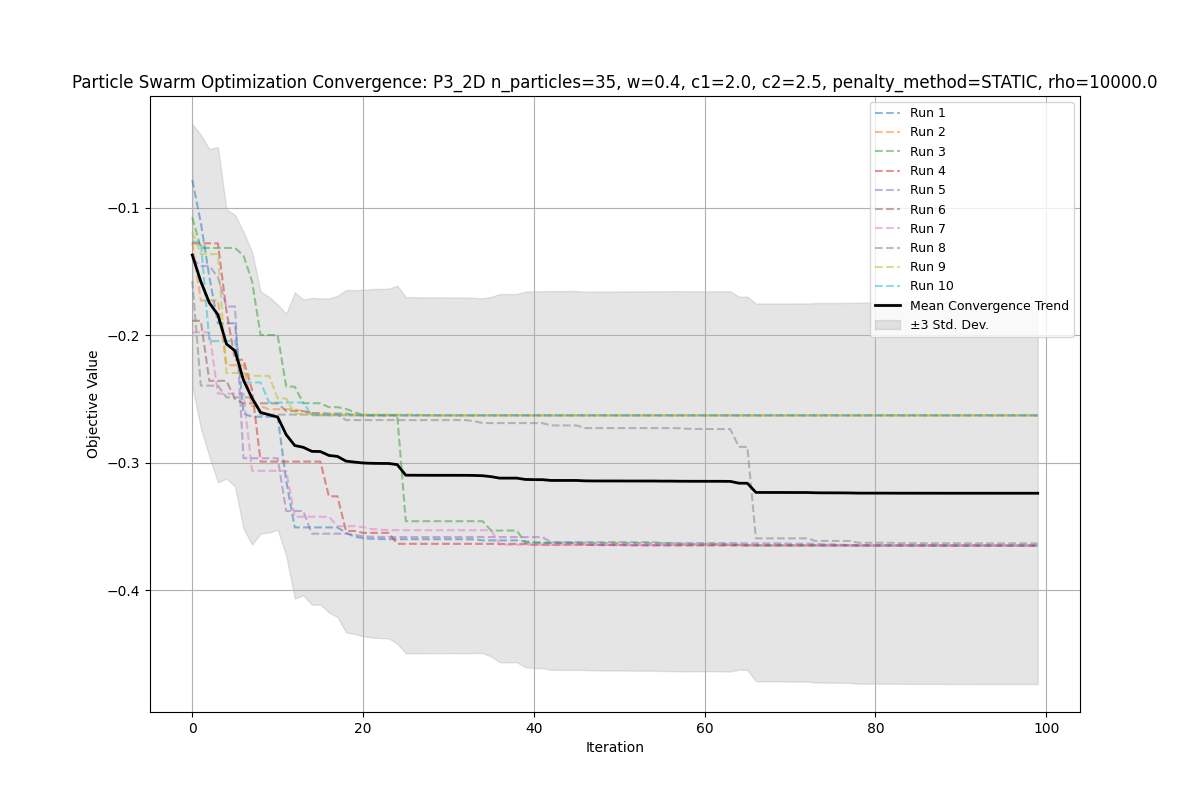 Particle Swarm Optimization Convergence: P3_2D n_particles=35, w=0.4, c1=2.0, c2=2.5, penalty_method=STATIC, rho=10000.0
Run 1
Run 2
Run 3
Run 4
Run 5
Run 6
Run 7
Run 8
Run 9
Run 10
Mean Convergence Trend
±3 Std. Dev.
Objective Value
−0.1
−0.2
−0.3
−0.4
0 20 40 60 80 100
Iteration